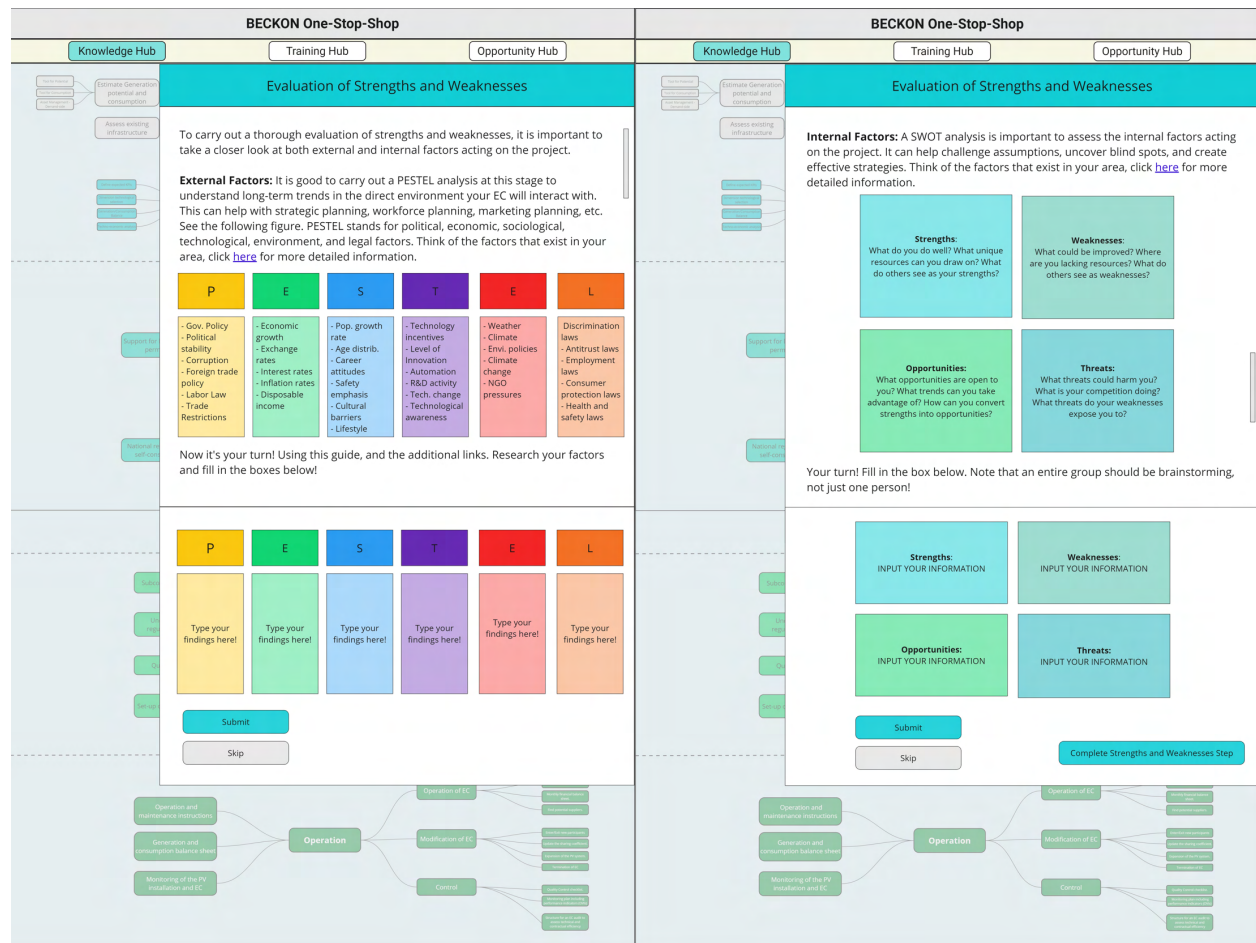 BECKON One-Stop-Shop
Knowledge Hub
Training Hub
Opportunity Hub
Estimate Generation
potential and
consumption
Assess existing
infrastructure
Evaluation of Strengths and Weaknesses
To carry out a thorough evaluation of strengths and weaknesses, it is important to
take a closer look at both external and internal factors acting on the project.
External Factors: It is good to carry out a PESTEL analysis at this stage to
understand long-term trends in the direct environment your EC will interact with.
This can help with strategic planning, workforce planning, marketing planning, etc.
See the following figure. PESTEL stands for political, economic, sociological,
technological, environment, and legal factors. Think of the factors that exist in your
area, click here for more detailed information.
P
E
S
T
E
L
- Gov. Policy
- Political
stability
- Corruption
- Foreign trade
policy
- Labor Law
- Trade
Restrictions
- Economic
growth
- Exchange
rates
- Interest rates
- Inflation rates
- Disposable
income
- Pop. growth
rate
- Age distrib.
- Career
attitudes
- Safety
emphasis
- Cultural
barriers
- Lifestyle
- Technology
incentives
- Level of
Innovation
- Automation
- R&D activity
- Tech. change
- Technological
awareness
- Weather
- Climate
- Envi. policies
- Climate
change
- NGO
pressures
Discrimination
laws
- Antitrust laws
- Employment
laws
- Consumer
protection laws
- Health and
safety laws
Now it's your turn! Using this guide, and the additional links. Research your factors
and fill in the boxes below!
P
E
S
T
E
L
Type your
findings here!
Type your
findings here!
Type your
findings here!
Type your
findings here!
Type your
findings here!
Type your
findings here!
Submit
Skip
Operation and
maintenance instructions
Generation and
consumption balance sheet
Monitoring of the PV
installation and EC
Operation
Operation of EC
Modification of EC
Control
BECKON One-Stop-Shop
Knowledge Hub
Training Hub
Opportunity Hub
Estimate Generation
potential and
consumption
Assess existing
infrastructure
Evaluation of Strengths and Weaknesses
Internal Factors: A SWOT analysis is important to assess the internal factors acting
on the project. It can help challenge assumptions, uncover blind spots, and create
effective strategies. Think of the factors that exist in your area, click here for more
detailed information.
Strengths:
What do you do well? What unique
resources can you draw on? What
do others see as your strengths?
Weaknesses:
What could be improved? Where
are you lacking resources? What do
others see as weaknesses?
Opportunities:
What opportunities are open to
you? What trends can you take
advantage of? How can you convert
strengths into opportunities?
Threats:
What threats could harm you?
What is your competition doing?
What threats do your weaknesses
expose you to?
Your turn! Fill in the box below. Note that an entire group should be brainstorming,
not just one person!
Strengths:
INPUT YOUR INFORMATION
Weaknesses:
INPUT YOUR INFORMATION
Opportunities:
INPUT YOUR INFORMATION
Threats:
INPUT YOUR INFORMATION
Submit
Skip
Complete Strengths and Weaknesses Step
Operation and
maintenance instructions
Generation and
consumption balance sheet
Monitoring of the PV
installation and EC
Operation
Operation of EC
Modification of EC
Control